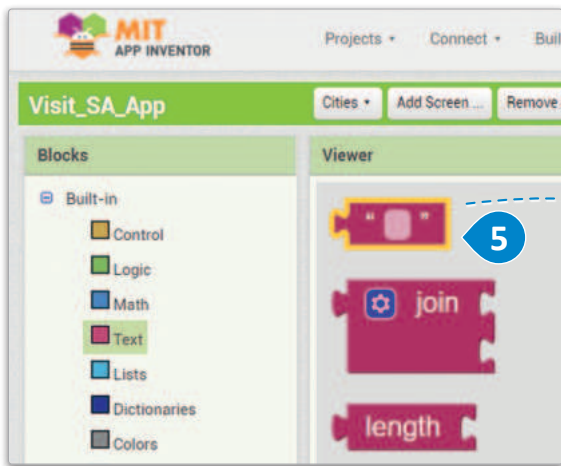 MIT
APP INVENTOR
Projects Connect
Visit_SA_App Cities Add Screen ... Remove
Blocks Viewer
Built-in
Control
Logic
Math
Text
Lists
Dictionaries
Colors
" "
5
join
length